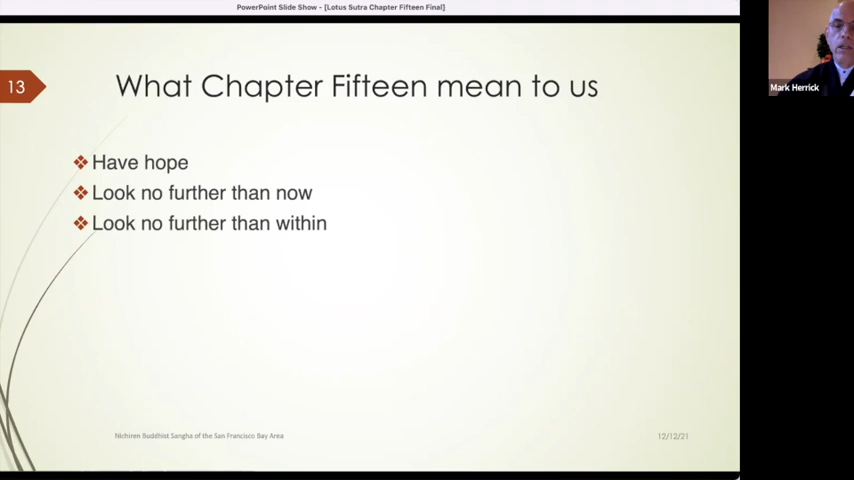 PowerPoint Slide Show - [Lotus Sutra Chapter Fifteen Final]
13
What Chapter Fifteen mean to us
Have hope
Look no further than now
Look no further than within
Nichiren Buddhist Sangha of the San Francisco Bay Area
12/12/21
Mark Herrick